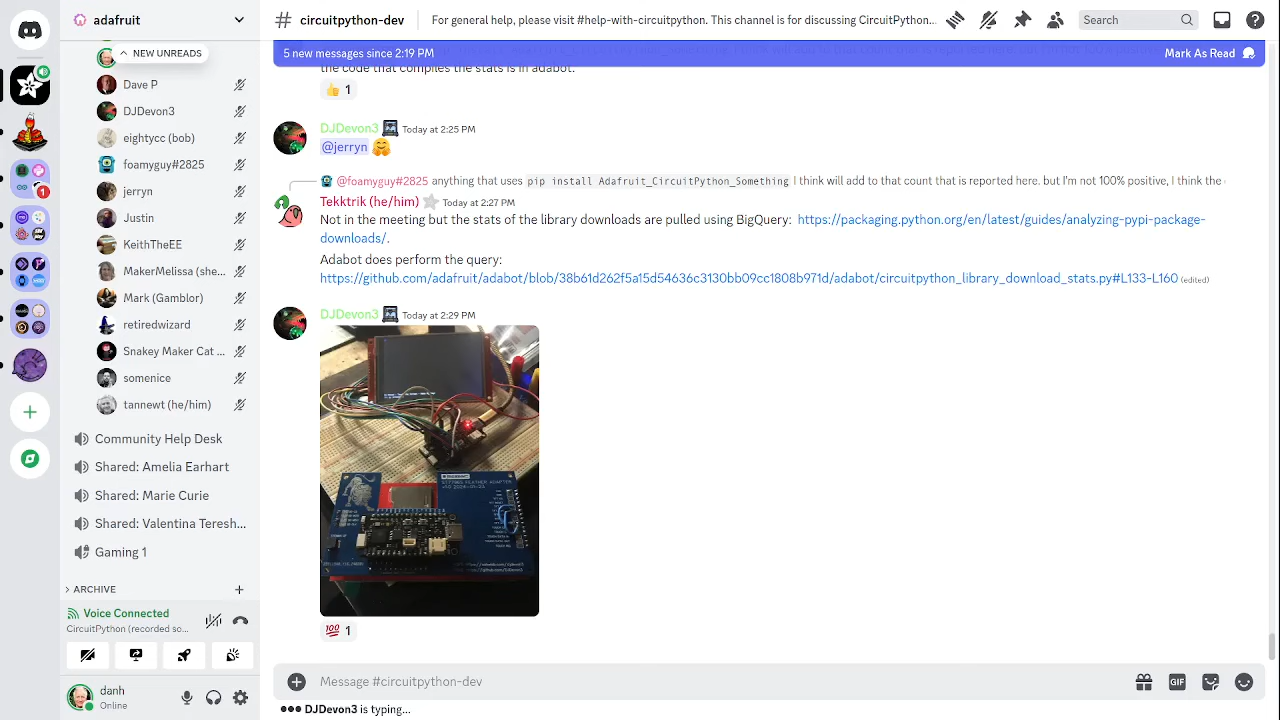 adafruit
# circuitpython-dev
For general help, please visit #help-with-circuitpython. This channel is for discussing CircuitPython...
Search
NEW UNREADS
5 new messages since 2:19 PM
Mark As Read
the code that compiles the stats is in adabot.
👍 1
Dave P
DJDevon3
eightycc (bob)
foamyguy#2825
jerryn
Justin
KeithTheEE
MakerMelissa (she...
Mark (Gamblor)
retiredwizard
Snakey Maker Cat ...
somenice
tannewt (he/him)
Community Help Desk
Shared: Amelia Earhart
Shared: Marie Curie
Shared: Valentina Teresh...
Gaming 1
ARCHIVE
Voice Connected
CircuitPython (recorded so...
danh
Online
DJDevon3 Today at 2:25 PM
@jerryn 🤗
@foamyguy#2825 anything that uses pip install Adafruit_CircuitPython_Something I think will add to that count that is reported here. but I'm not 100% positive, I think the
Tekktrik (he/him) Today at 2:27 PM
Not in the meeting but the stats of the library downloads are pulled using BigQuery: https://packaging.python.org/en/latest/guides/analyzing-pypi-package-
downloads/.
Adabot does perform the query:
https://github.com/adafruit/adabot/blob/38b61d262f5a15d54636c3130bb09cc1808b971d/adabot/circuitpython_library_download_stats.py#L133-L160 (edited)
DJDevon3 Today at 2:29 PM
💯 1
Message #circuitpython-dev
GIF
DJDevon3 is typing...